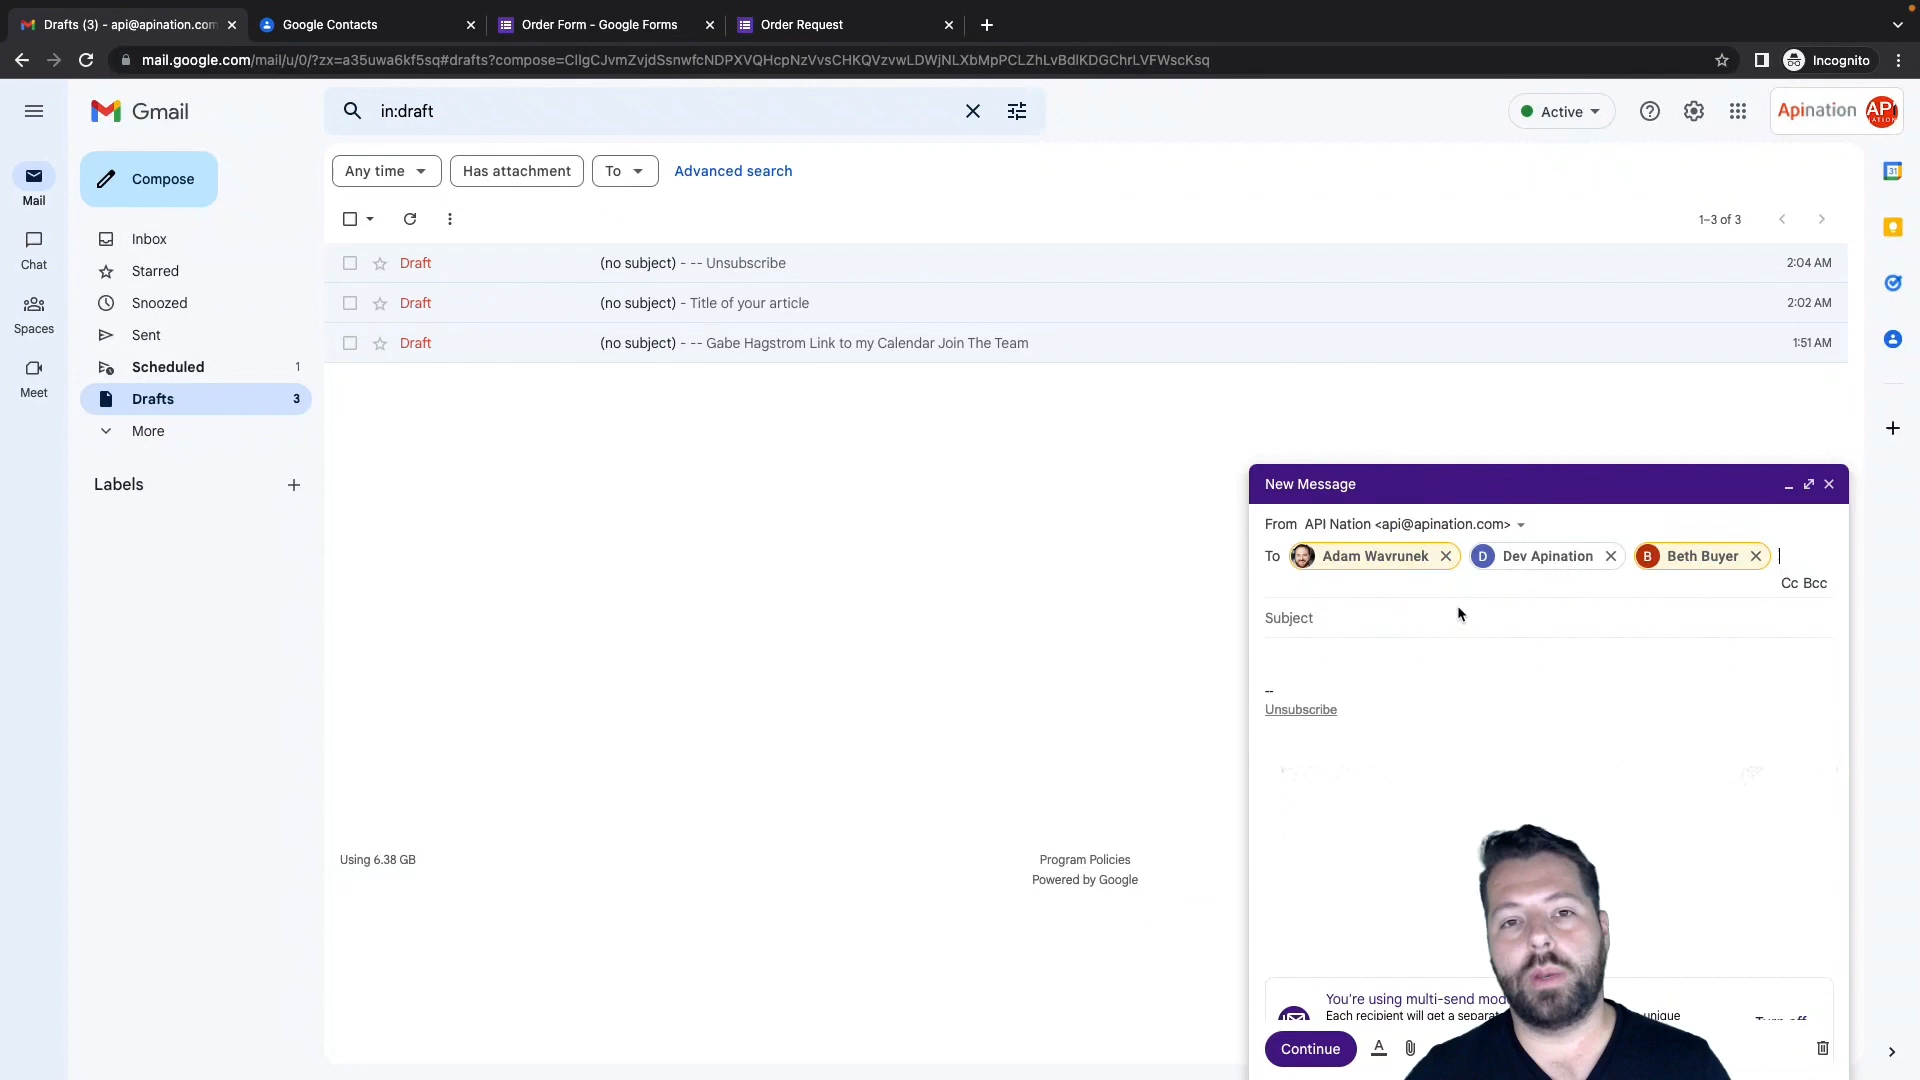 Drafts (3) - api@apination.com
Google Contacts
Order Form - Google Forms
Order Request
mail.google.com/mail/u/0/?zx=a35uwa6kf5sq#drafts?compose=CllgCJvmZvjdSsnwfcNDPXVQHcpNzVvsCHKQVzvwLDWjNLXbMpPCLZhLvBdlKDGChrLVFWscKsq
Incognito
Gmail
in:draft
Active
Apination
API
NATION
Compose
Any time
Has attachment
To
Advanced search
Mail
Chat
Spaces
Meet
Inbox
Starred
Snoozed
Sent
Scheduled 1
Drafts 3
More
Labels
1–3 of 3
Draft (no subject) - -- Unsubscribe 2:04 AM
Draft (no subject) - Title of your article 2:02 AM
Draft (no subject) - -- Gabe Hagstrom Link to my Calendar Join The Team 1:51 AM
31
Using 6.38 GB
Program Policies
Powered by Google
New Message
From API Nation <api@apination.com>
To Adam Wavrunek D Dev Apination B Beth Buyer
Cc Bcc
Subject
--
Unsubscribe
You're using multi-send
Each recipient will get a unique
Continue